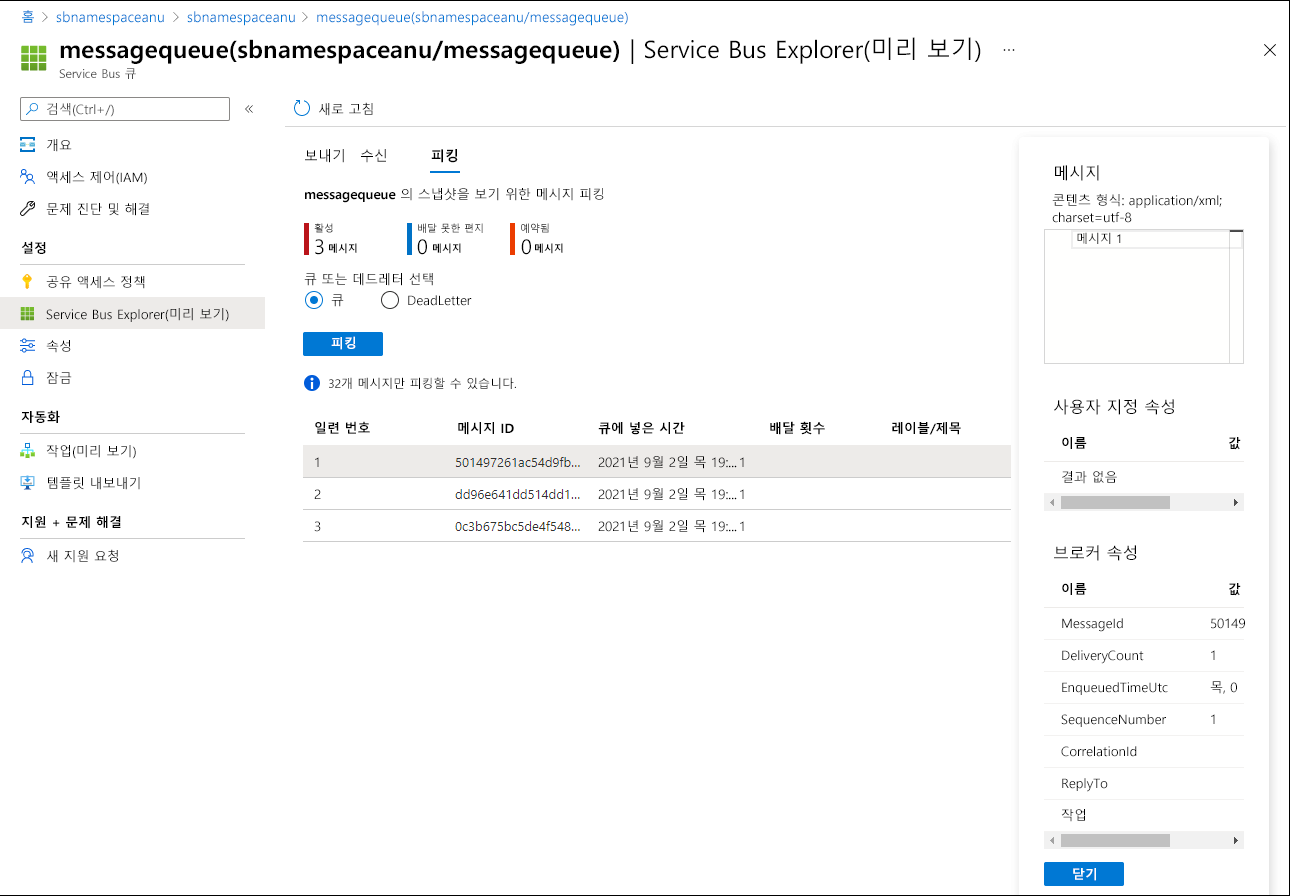 홈 > sbnamespaceanu > sbnamespaceanu > messagequeue(sbnamespaceanu/messagequeue)
messagequeue(sbnamespaceanu/messagequeue) | Service Bus Explorer(미리 보기) ...
Service Bus 큐
검색(Ctrl+/) «
개요
액세스 제어(IAM)
문제 진단 및 해결
설정
공유 액세스 정책
Service Bus Explorer(미리 보기)
속성
잠금
자동화
작업(미리 보기)
템플릿 내보내기
지원 + 문제 해결
새 지원 요청
새로 고침
보내기 수신 피킹
messagequeue 의 스냅샷을 보기 위한 메시지 피킹
활성 배달 못한 편지 예약됨
3 메시지 0 메시지 0 메시지
큐 또는 데드레터 선택
큐 DeadLetter
피킹
32개 메시지만 피킹할 수 있습니다.
일련 번호 메시지 ID 큐에 넣은 시간 배달 횟수 레이블/제목
1 501497261ac54d9fb... 2021년 9월 2일 목 19:... 1
2 dd96e641dd514dd1... 2021년 9월 2일 목 19:... 1
3 0c3b675bc5de4f548... 2021년 9월 2일 목 19:... 1
메시지
콘텐츠 형식: application/xml;
charset=utf-8
메시지 1
사용자 지정 속성
이름 값
결과 없음
브로커 속성
이름 값
MessageId 50149
DeliveryCount 1
EnqueuedTimeUtc 목, 0
SequenceNumber 1
CorrelationId
ReplyTo
작업
닫기